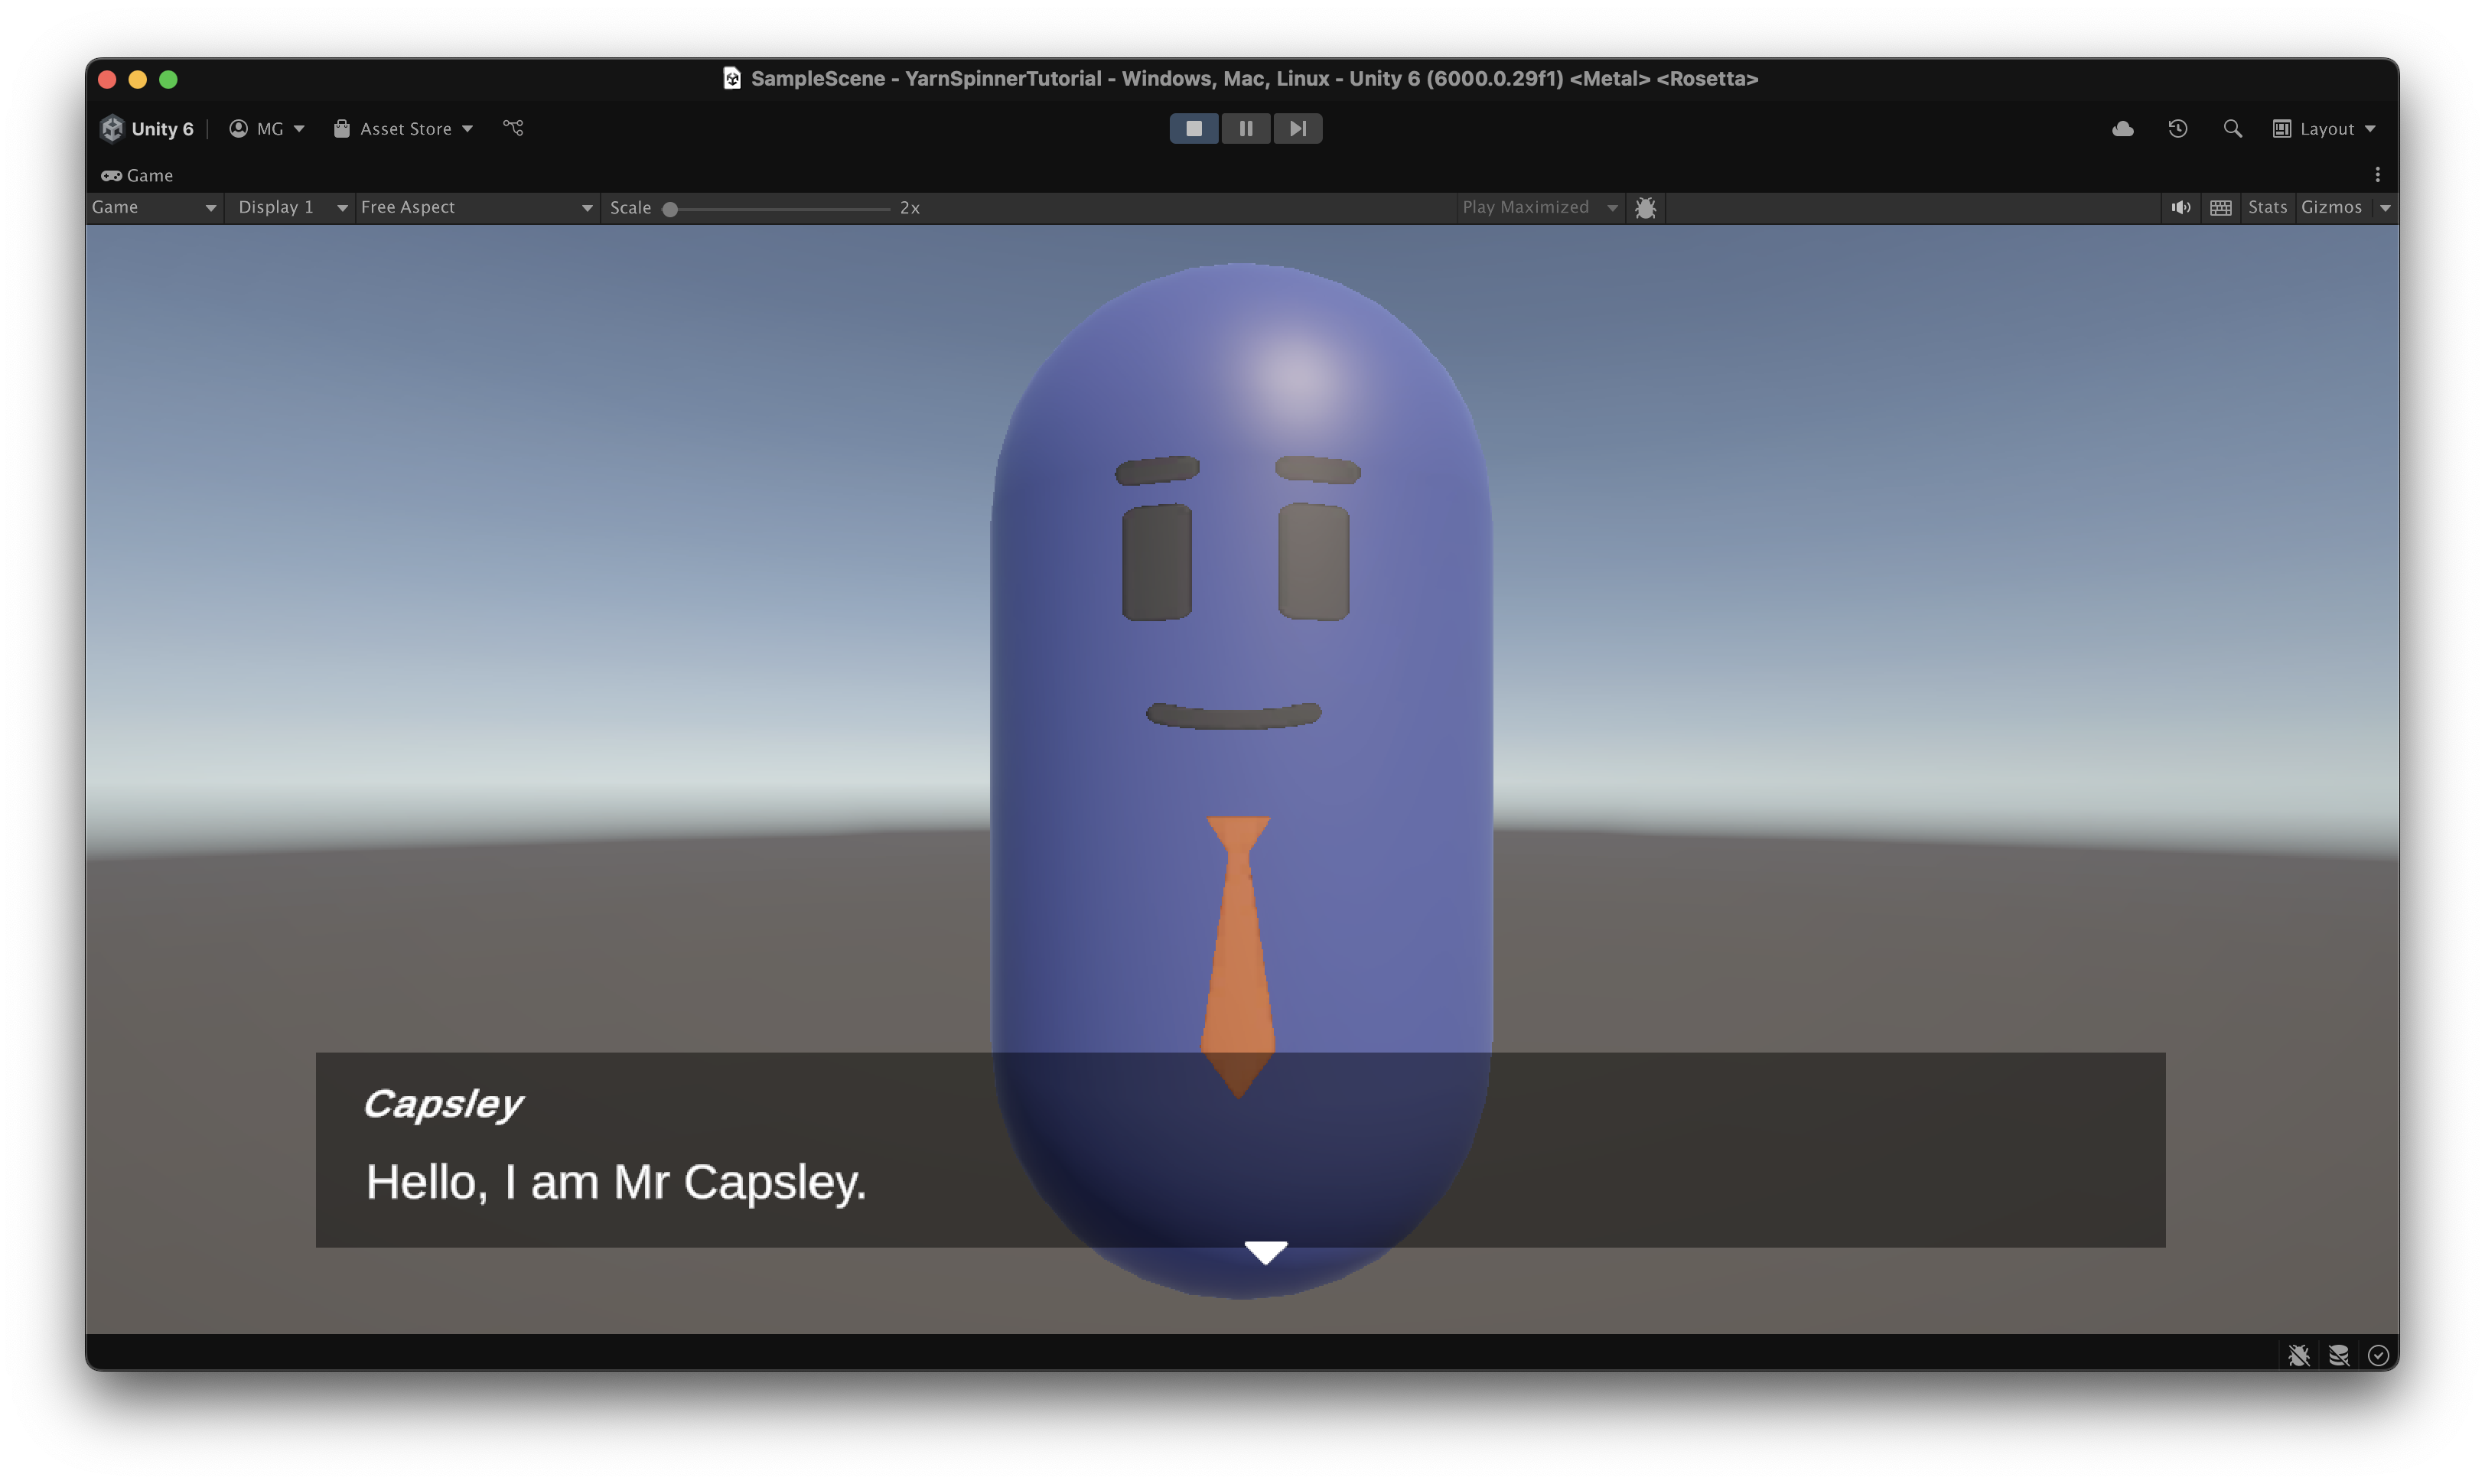 SampleScene - YarnSpinnerTutorial - Windows, Mac, Linux - Unity 6 (6000.0.29f1) <Metal> <Rosetta>
Unity 6 MG Asset Store Layout
Game
Game Display 1 Free Aspect Scale 2x Play Maximized Stats Gizmos
Capsley
Hello, I am Mr Capsley.